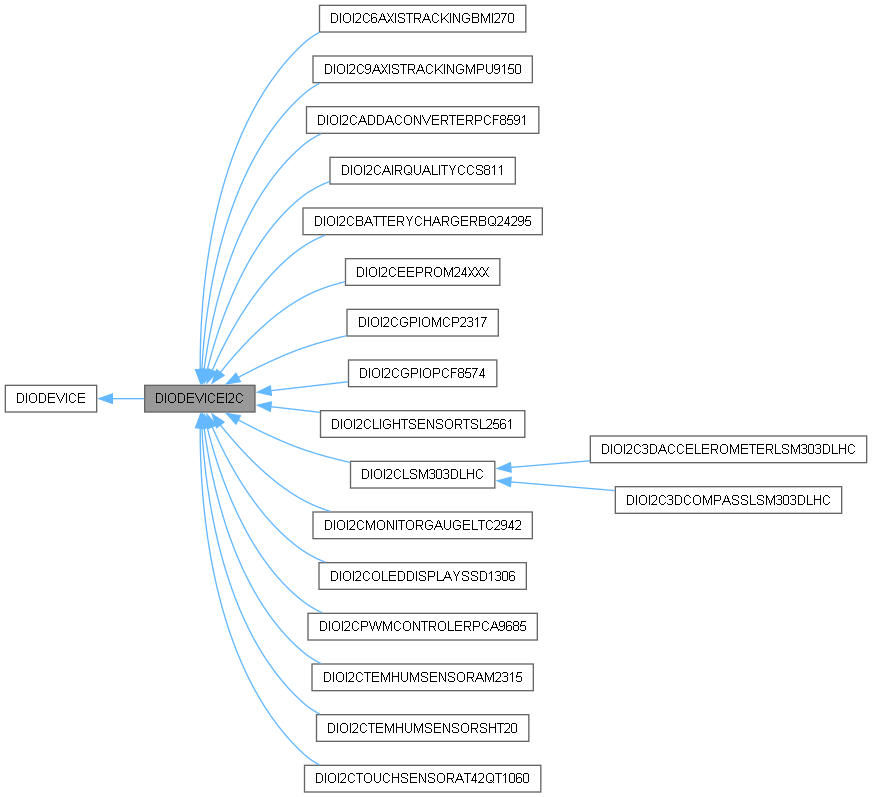 DIOI2C6AXISTRACKINGBMI270
DIOI2C9AXISTRACKINGMPU9150
DIOI2CADDACONVERTERPCF8591
DIOI2CAIRQUALITYCCS811
DIOI2CBATTERYCHARGERBQ24295
DIOI2CEEPROM24XXX
DIOI2CGPIOMCP2317
DIOI2CGPIOPCF8574
DIODEVICE
DIODEVICEI2C
DIOI2CLIGHTSENSORTSL2561
DIOI2CLSM303DLHC
DIOI2C3DACCELEROMETERLSM303DLHC
DIOI2C3DCOMPASSLSM303DLHC
DIOI2CMONITORGAUGELTC2942
DIOI2COLEDDISPLAYSSD1306
DIOI2CPWMCONTROLERPCA9685
DIOI2CTEMHUMSENSORAM2315
DIOI2CTEMHUMSENSORSHT20
DIOI2CTOUCHSENSORAT42QT1060